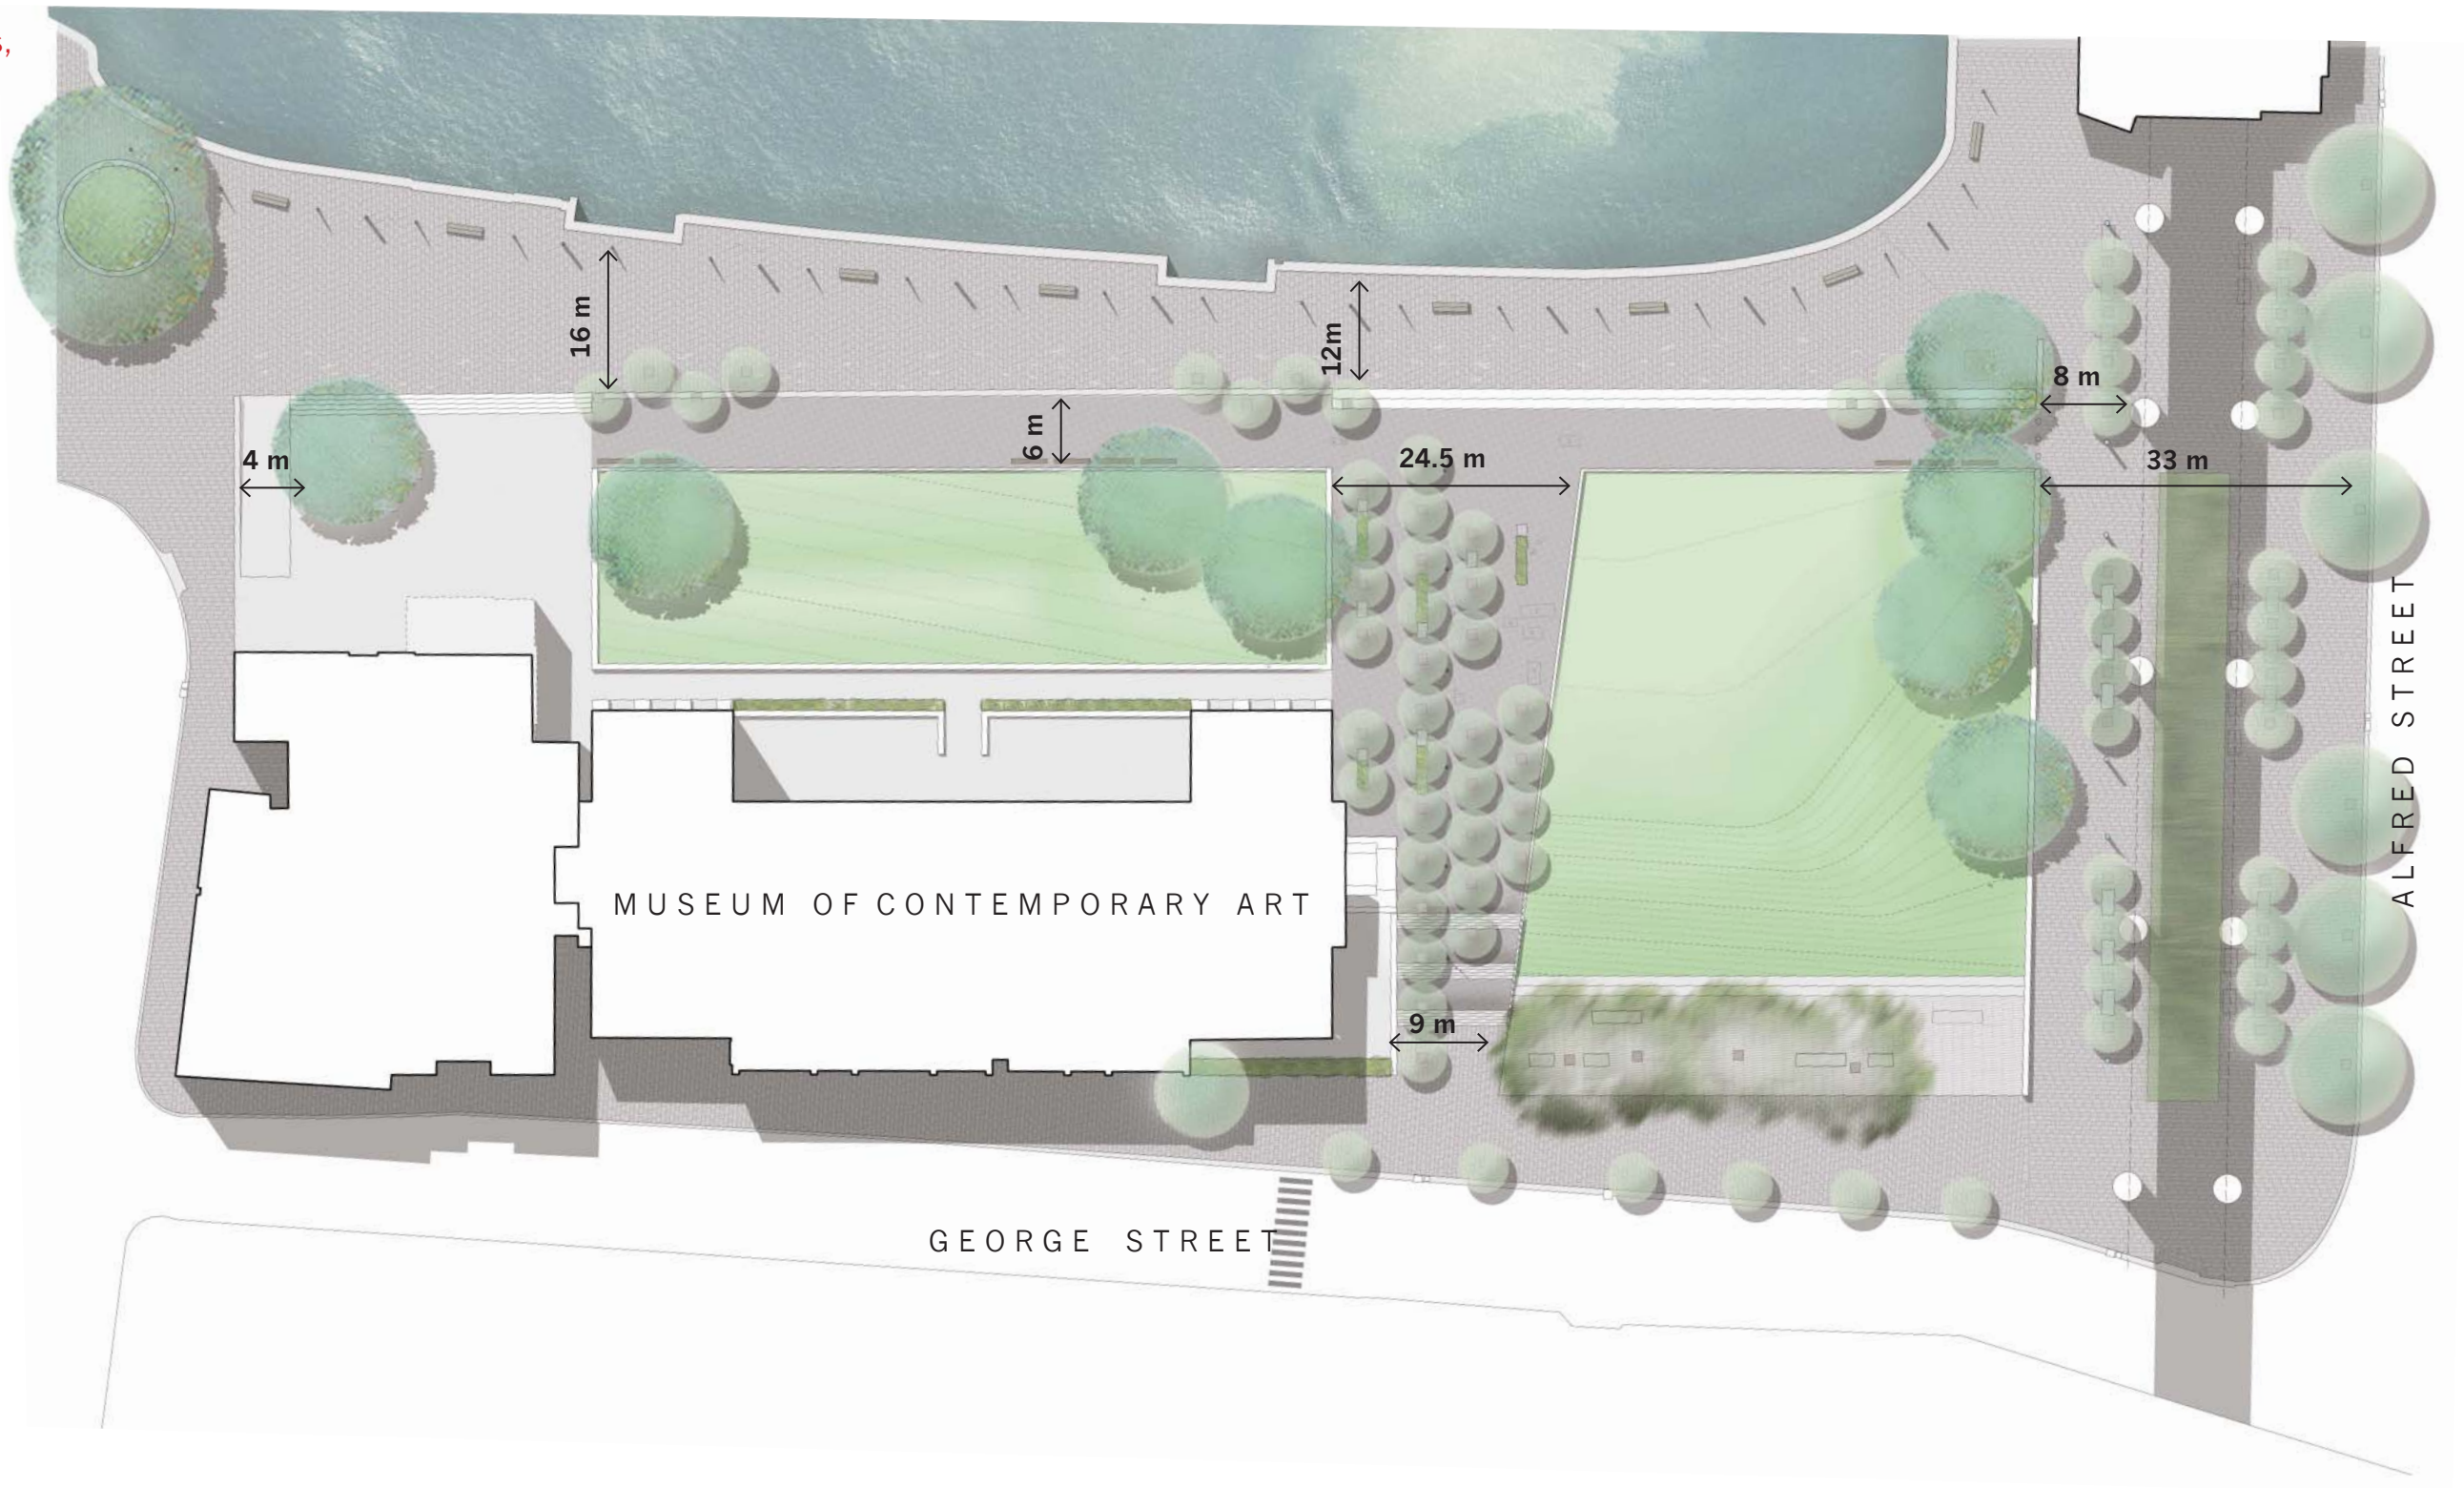 s,
16 m
12m
8 m
6 m
4 m
24.5 m
33 m
ALFRED STREET
MUSEUM OF CONTEMPORARY ART
9 m
GEORGE STREET